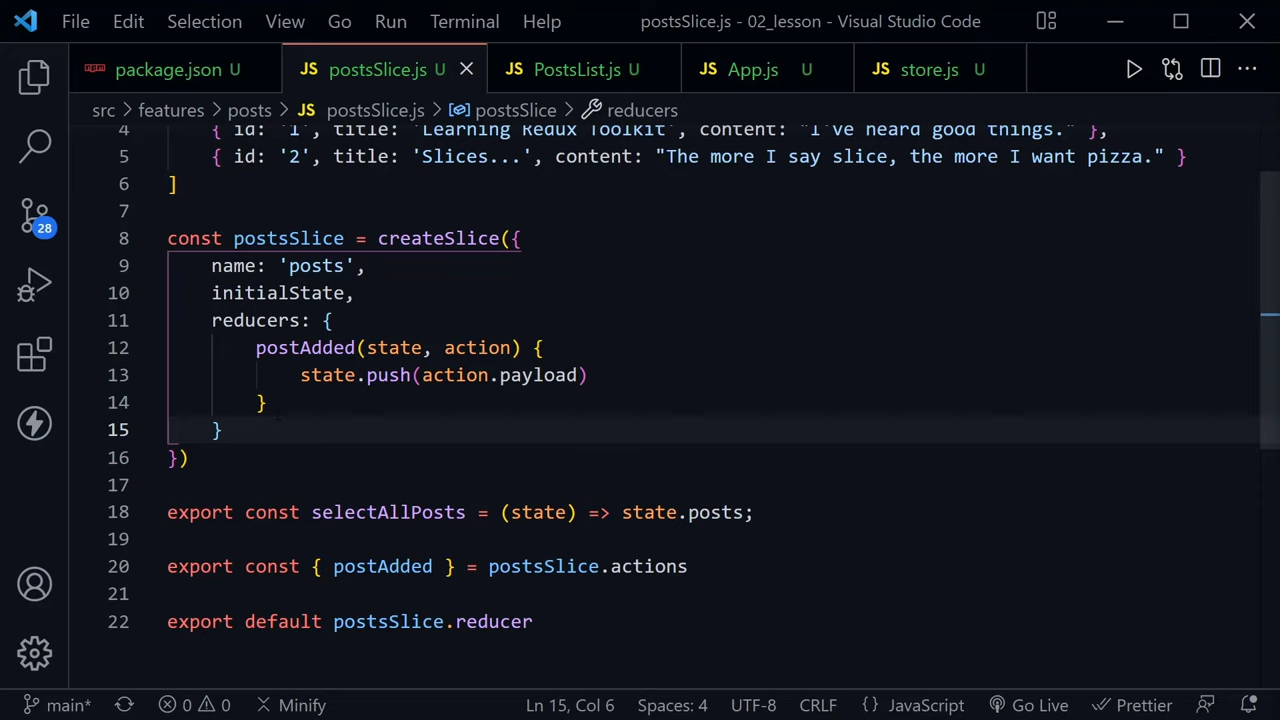 File Edit Selection View Go Run Terminal Help postsSlice.js - 02_lesson - Visual Studio Code
package.json U JS postsSlice.js U JS PostsList.js U JS App.js U JS store.js U
src > features > posts > JS postsSlice.js > postsSlice > reducers
4 { id: '1', title: 'Learning Redux Toolkit', content: "I've heard good things." },
5 { id: '2', title: 'Slices...', content: "The more I say slice, the more I want pizza." }
6 ]
7
8 const postsSlice = createSlice({
9 name: 'posts',
10 initialState,
11 reducers: {
12 postAdded(state, action) {
13 state.push(action.payload)
14 }
15 }
16 })
17
18 export const selectAllPosts = (state) => state.posts;
19
20 export const { postAdded } = postsSlice.actions
21
22 export default postsSlice.reducer
28
main* 0 0 Minify Ln 15, Col 6 Spaces: 4 UTF-8 CRLF {} JavaScript Go Live Prettier